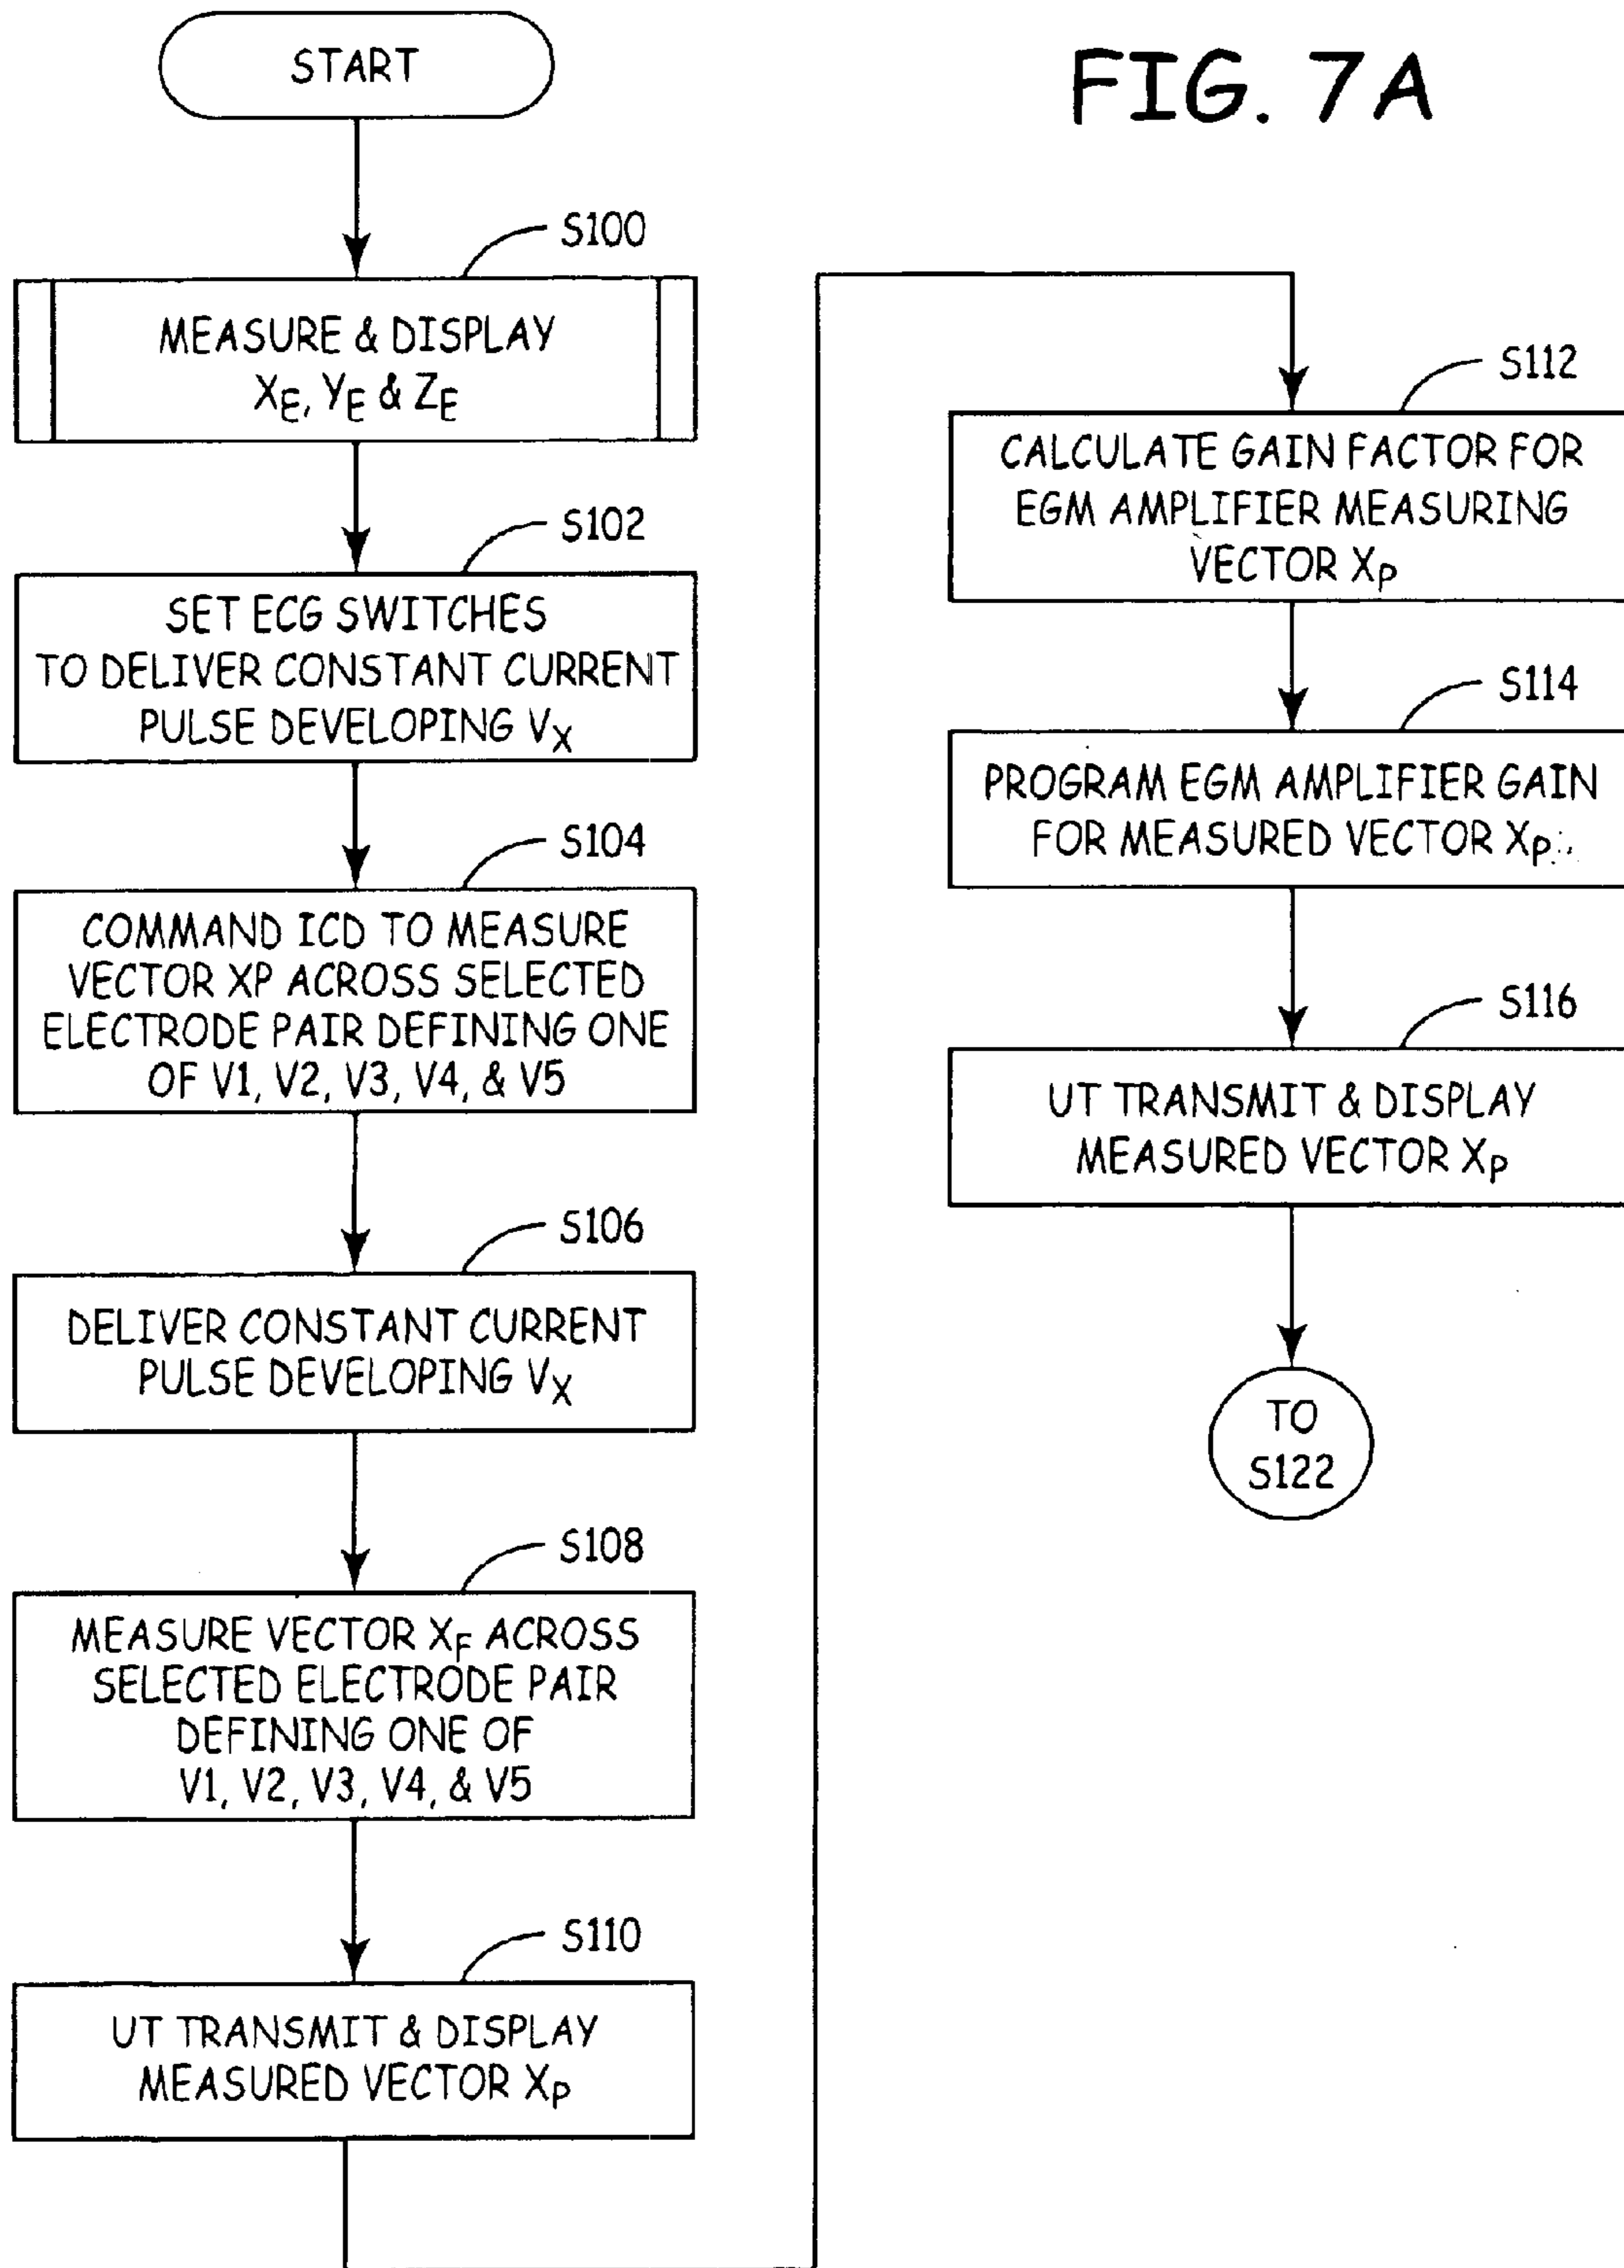 FIG. 7A
START
S100
MEASURE & DISPLAY
XE, YE & ZE
S102
SET ECG SWITCHES
TO DELIVER CONSTANT CURRENT
PULSE DEVELOPING VX
S104
COMMAND ICD TO MEASURE
VECTOR XP ACROSS SELECTED
ELECTRODE PAIR DEFINING ONE
OF V1, V2, V3, V4, & V5
S106
DELIVER CONSTANT CURRENT
PULSE DEVELOPING VX
S108
MEASURE VECTOR XF ACROSS
SELECTED ELECTRODE PAIR
DEFINING ONE OF
V1, V2, V3, V4, & V5
S110
UT TRANSMIT & DISPLAY
MEASURED VECTOR XP
S112
CALCULATE GAIN FACTOR FOR
EGM AMPLIFIER MEASURING
VECTOR XP
S114
PROGRAM EGM AMPLIFIER GAIN
FOR MEASURED VECTOR XP
S116
UT TRANSMIT & DISPLAY
MEASURED VECTOR XP
TO
S122